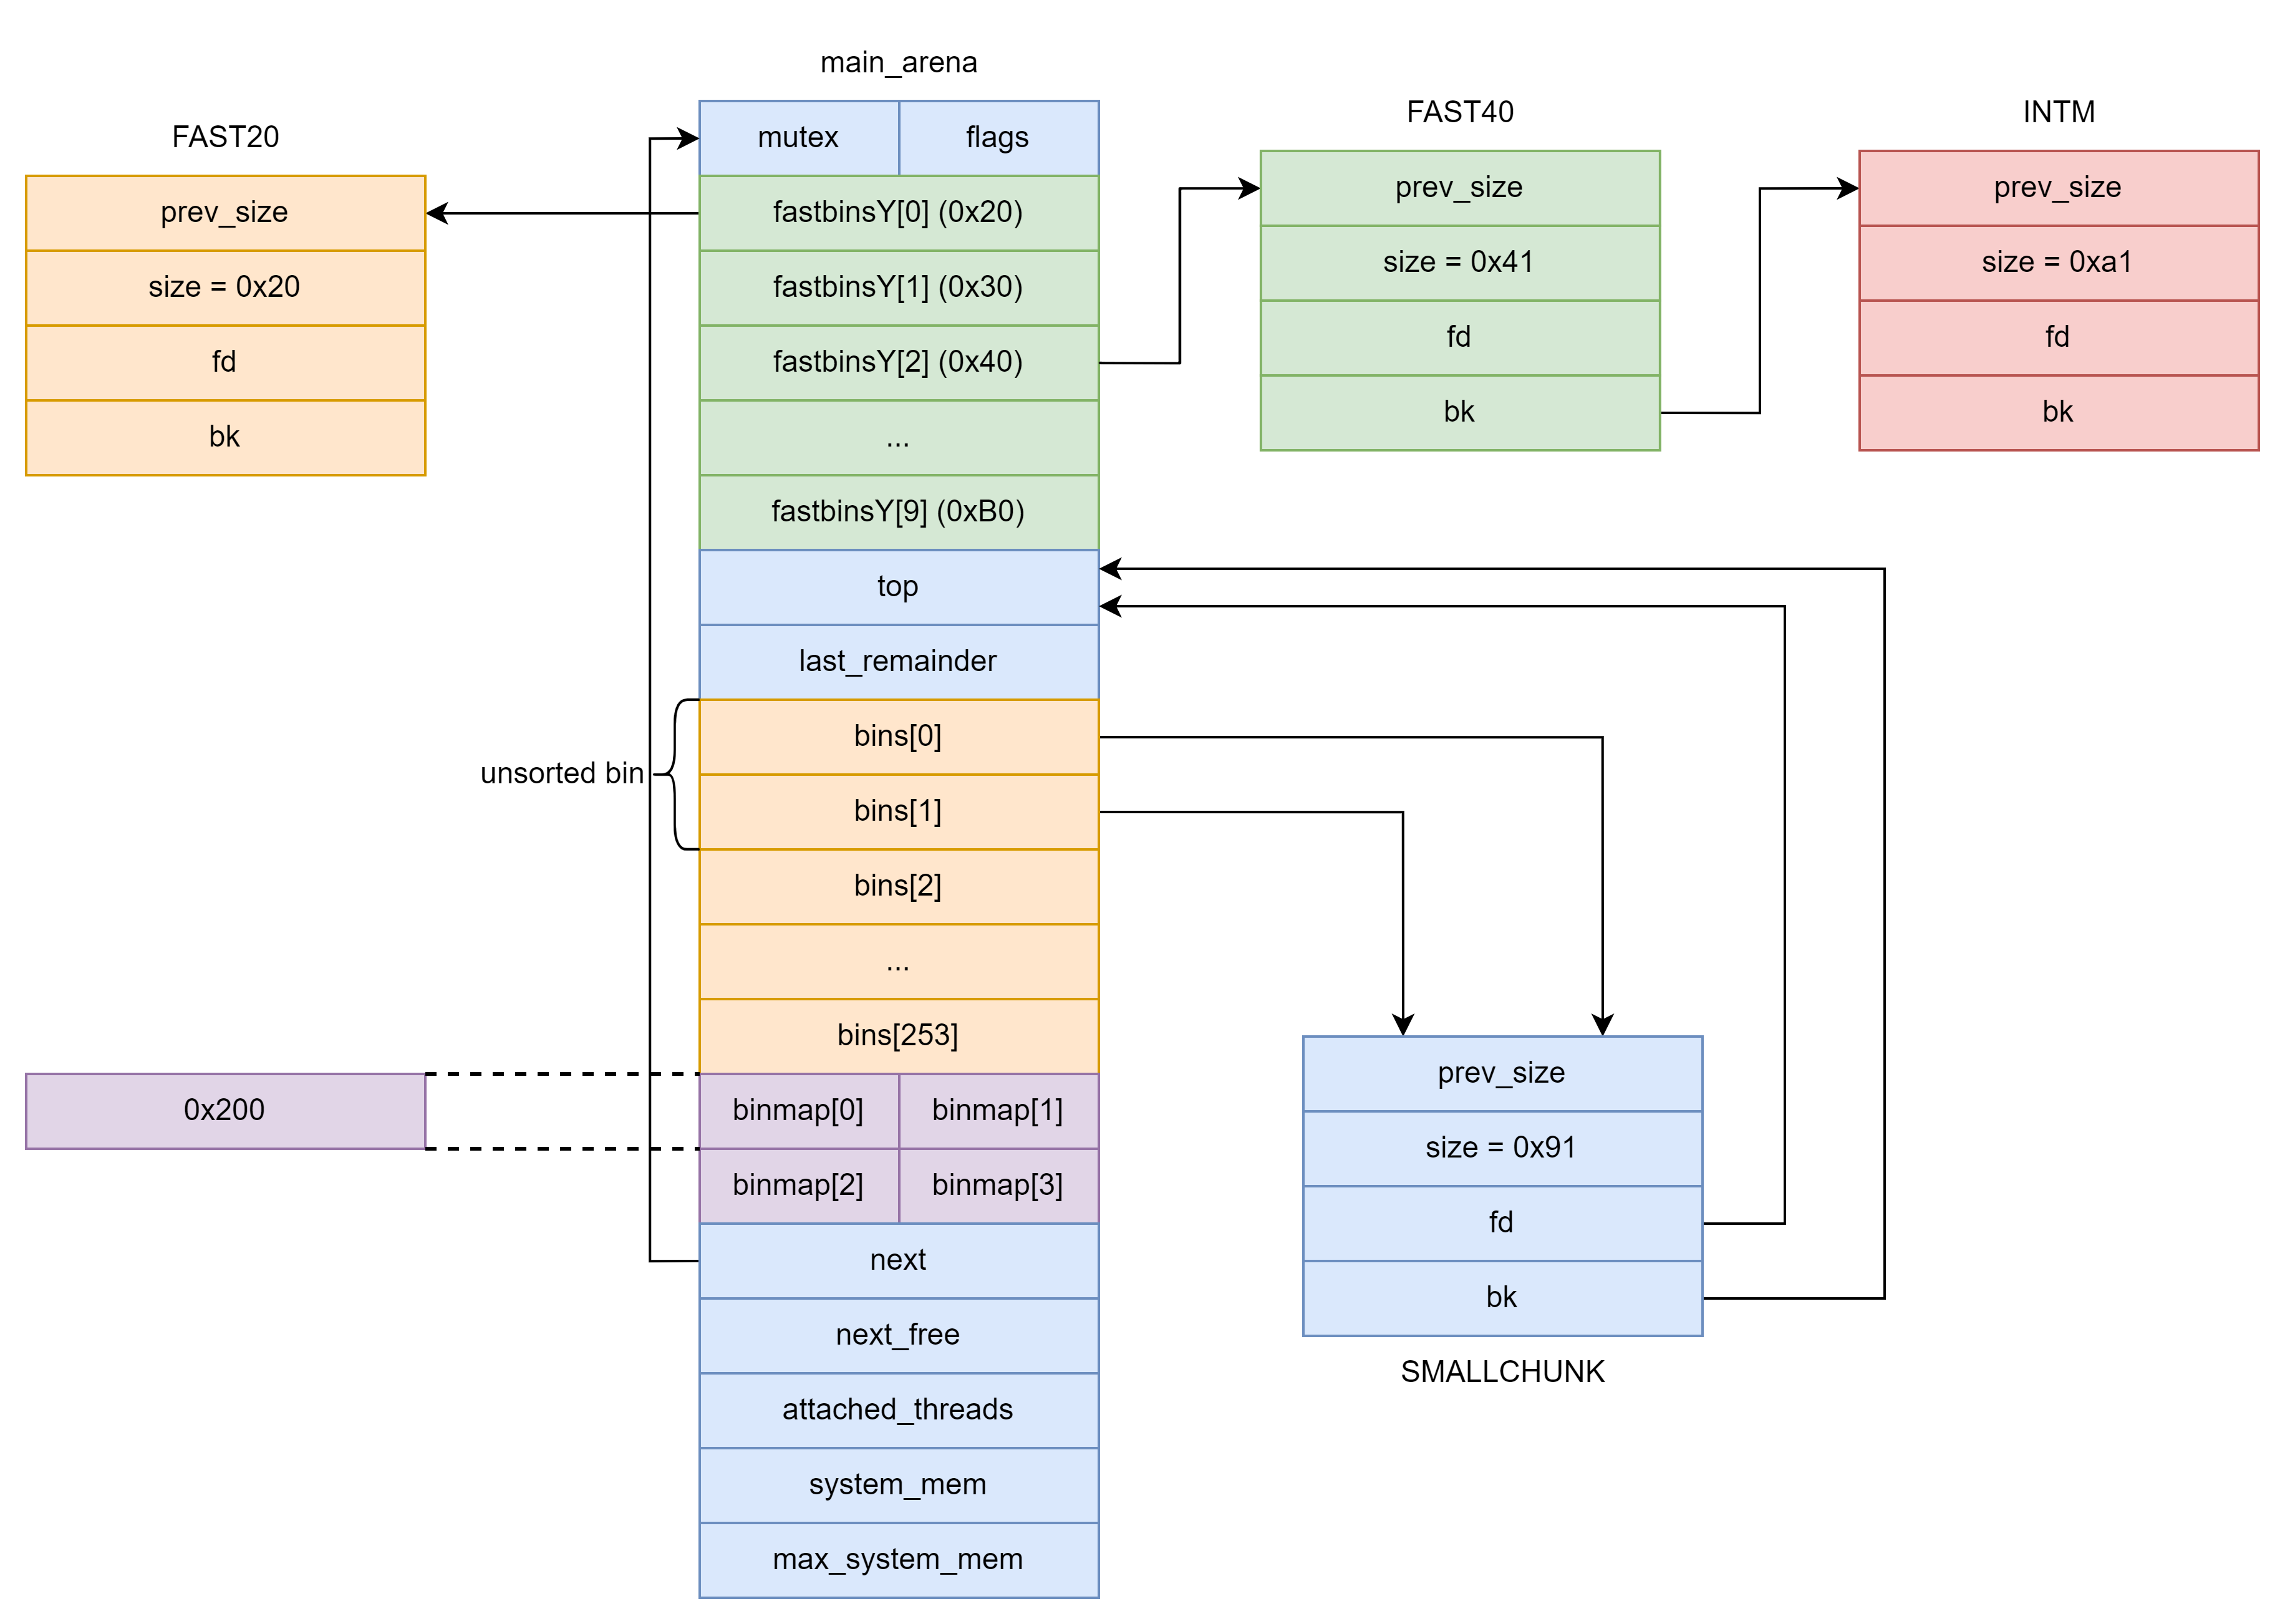 main_arena
mutex
flags
fastbinsY[0] (0x20)
fastbinsY[1] (0x30)
fastbinsY[2] (0x40)
...
fastbinsY[9] (0xB0)
top
last_remainder
bins[0]
bins[1]
bins[2]
...
bins[253]
binmap[0]
binmap[1]
binmap[2]
binmap[3]
next
next_free
attached_threads
system_mem
max_system_mem
FAST20
prev_size
size = 0x20
fd
bk
unsorted bin
0x200
FAST40
prev_size
size = 0x41
fd
bk
INTM
prev_size
size = 0xa1
fd
bk
prev_size
size = 0x91
fd
bk
SMALLCHUNK